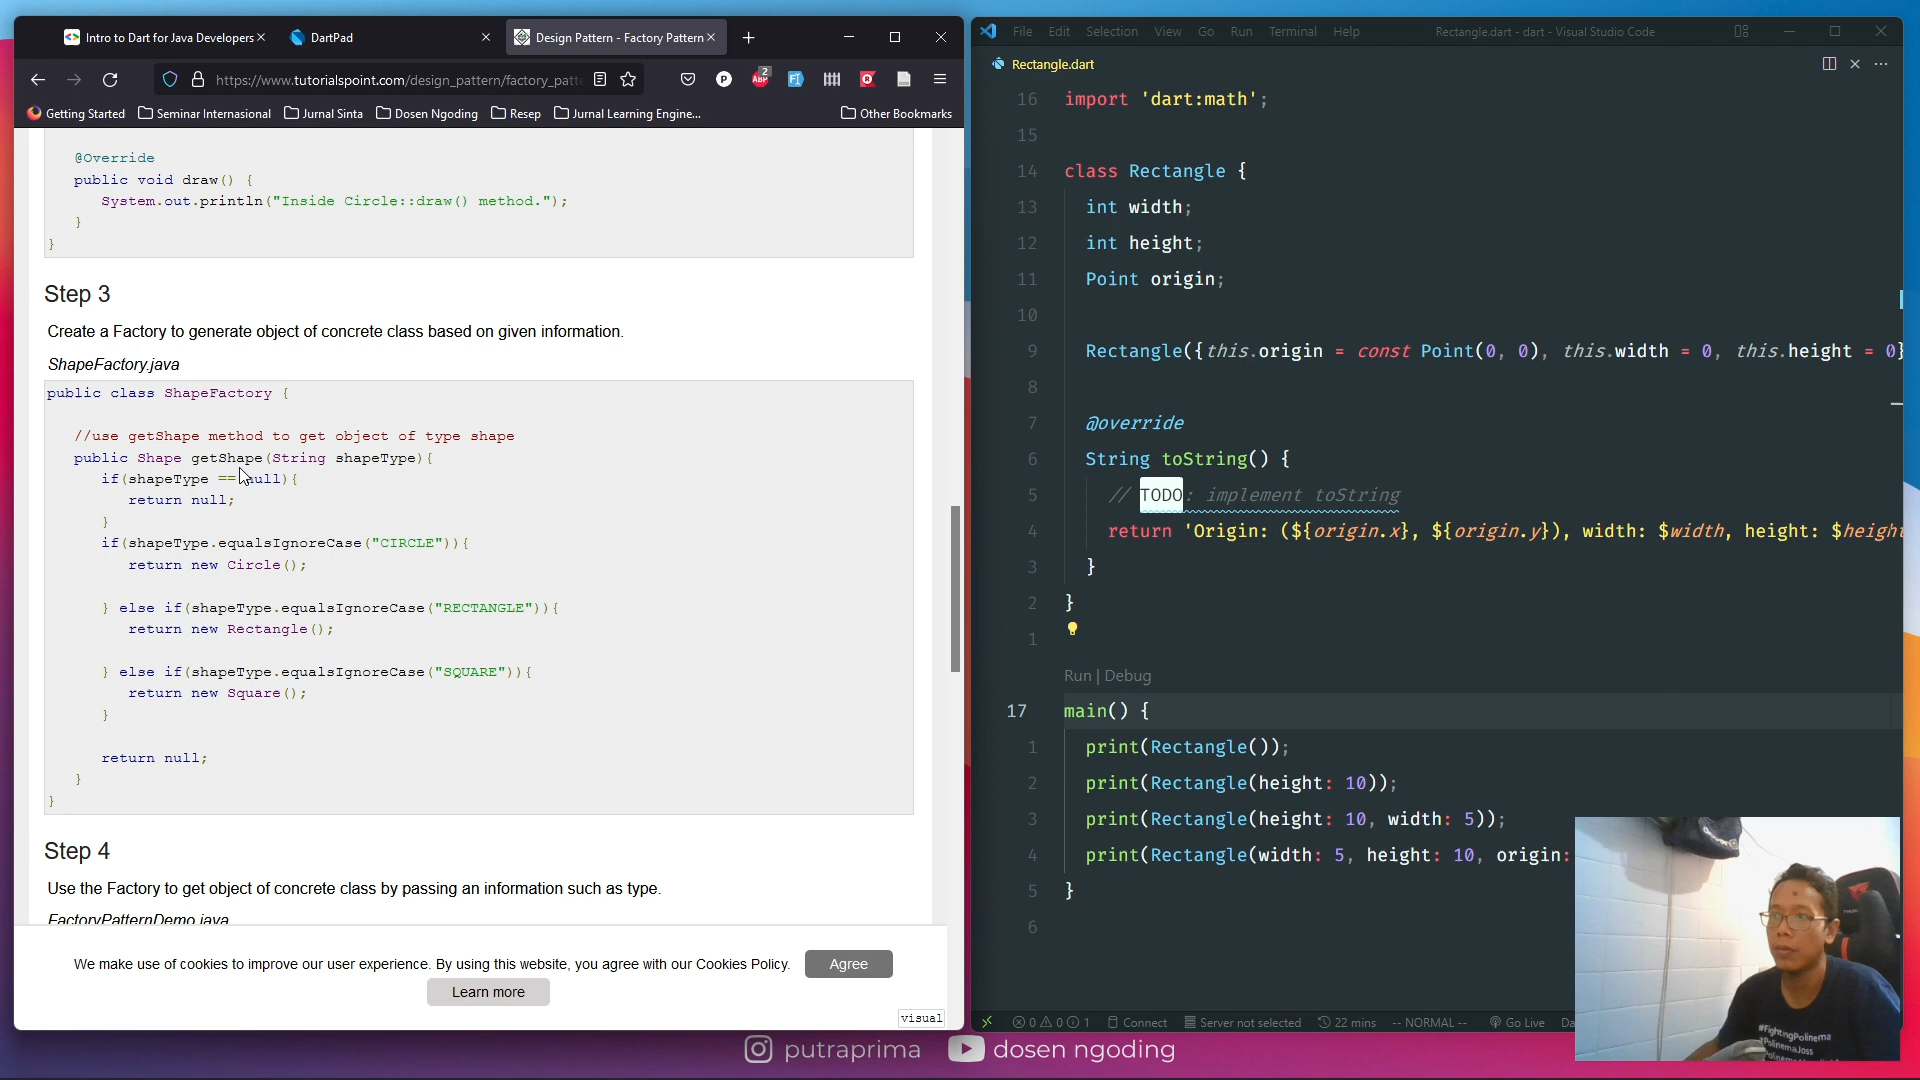 Intro to Dart for Java Developers
DartPad
Design Pattern - Factory Pattern
https://www.tutorialspoint.com/design_pattern/factory_patte
2
Getting Started
Seminar Internasional
Jurnal Sinta
Dosen Ngoding
Resep
Jurnal Learning Engine...
Other Bookmarks
@Override
public void draw() {
System.out.println("Inside Circle::draw() method.");
}
}
Step 3
Create a Factory to generate object of concrete class based on given information.
ShapeFactory.java
public class ShapeFactory {
//use getShape method to get object of type shape
public Shape getShape(String shapeType){
if(shapeType == null){
return null;
}
if(shapeType.equalsIgnoreCase("CIRCLE")){
return new Circle();
} else if(shapeType.equalsIgnoreCase("RECTANGLE")){
return new Rectangle();
} else if(shapeType.equalsIgnoreCase("SQUARE")){
return new Square();
}
return null;
}
}
Step 4
Use the Factory to get object of concrete class by passing an information such as type.
FactoryPatternDemo.java
We make use of cookies to improve our user experience. By using this website, you agree with our Cookies Policy.
Agree
Learn more
visual
File Edit Selection View Go Run Terminal Help
Rectangle.dart - dart - Visual Studio Code
Rectangle.dart
16 import 'dart:math';
15
14 class Rectangle {
13 int width;
12 int height;
11 Point origin;
10
9 Rectangle({this.origin = const Point(0, 0), this.width = 0, this.height = 0}
8
7 @override
6 String toString() {
5 // TODO: implement toString
4 return 'Origin: (${origin.x}, ${origin.y}), width: $width, height: $height
3 }
2 }
1
Run | Debug
17 main() {
1 print(Rectangle());
2 print(Rectangle(height: 10));
3 print(Rectangle(height: 10, width: 5));
4 print(Rectangle(width: 5, height: 10, origin:
5 }
6
0 0 1 Connect Server not selected 22 mins -- NORMAL -- Go Live Da
#FightingPolinema
#PolinemaJoss
putraprima
dosen ngoding